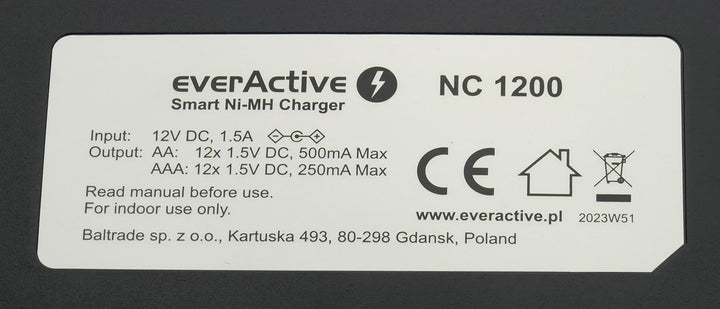 everActive NC 1200
Smart Ni-MH Charger
Input: 12V DC, 1.5A
Output: AA: 12x 1.5V DC, 500mA Max
AAA: 12x 1.5V DC, 250mA Max
Read manual before use.
For indoor use only.
CE
www.everactive.pl 2023W51
Baltrade sp. z o.o., Kartuska 493, 80-298 Gdansk, Poland